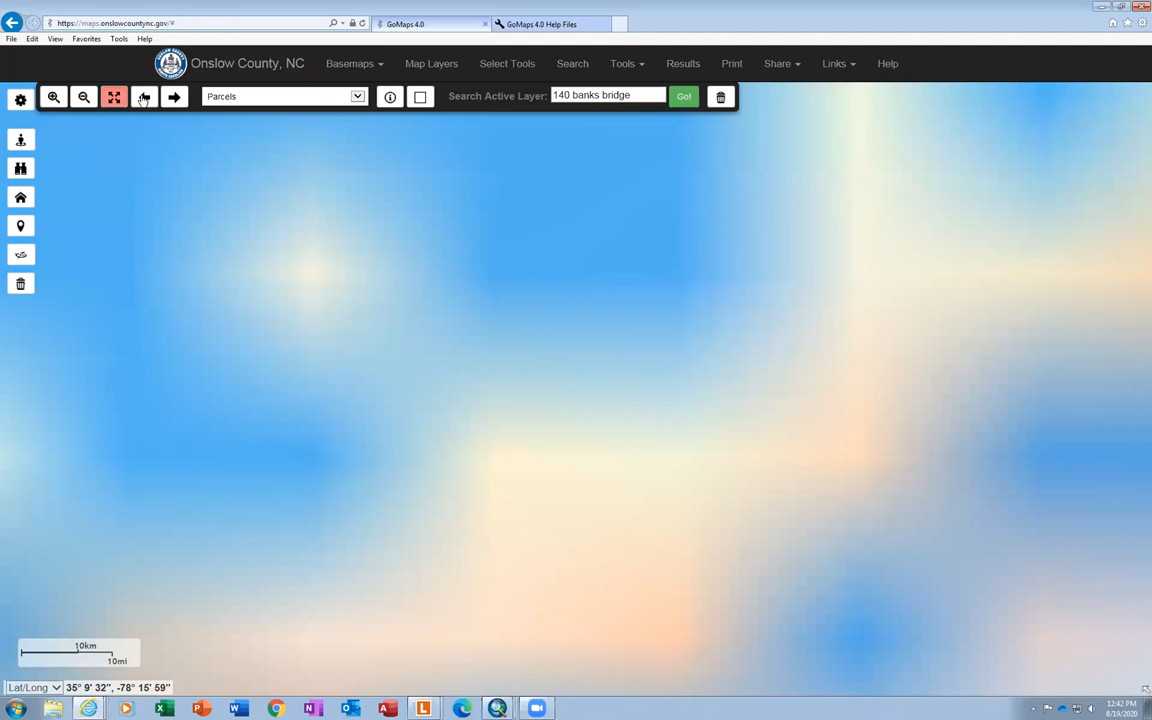 https://maps.onslowcountync.gov/#
GoMaps 4.0
GoMaps 4.0 Help Files
File Edit View Favorites Tools Help
Onslow County, NC Basemaps Map Layers Select Tools Search Tools Results Print Share Links Help
Parcels Search Active Layer: 140 banks bridge Go!
10km
10mi
Lat/Long 35° 9' 32", -78° 15' 59"
12:42 PM
8/19/2020